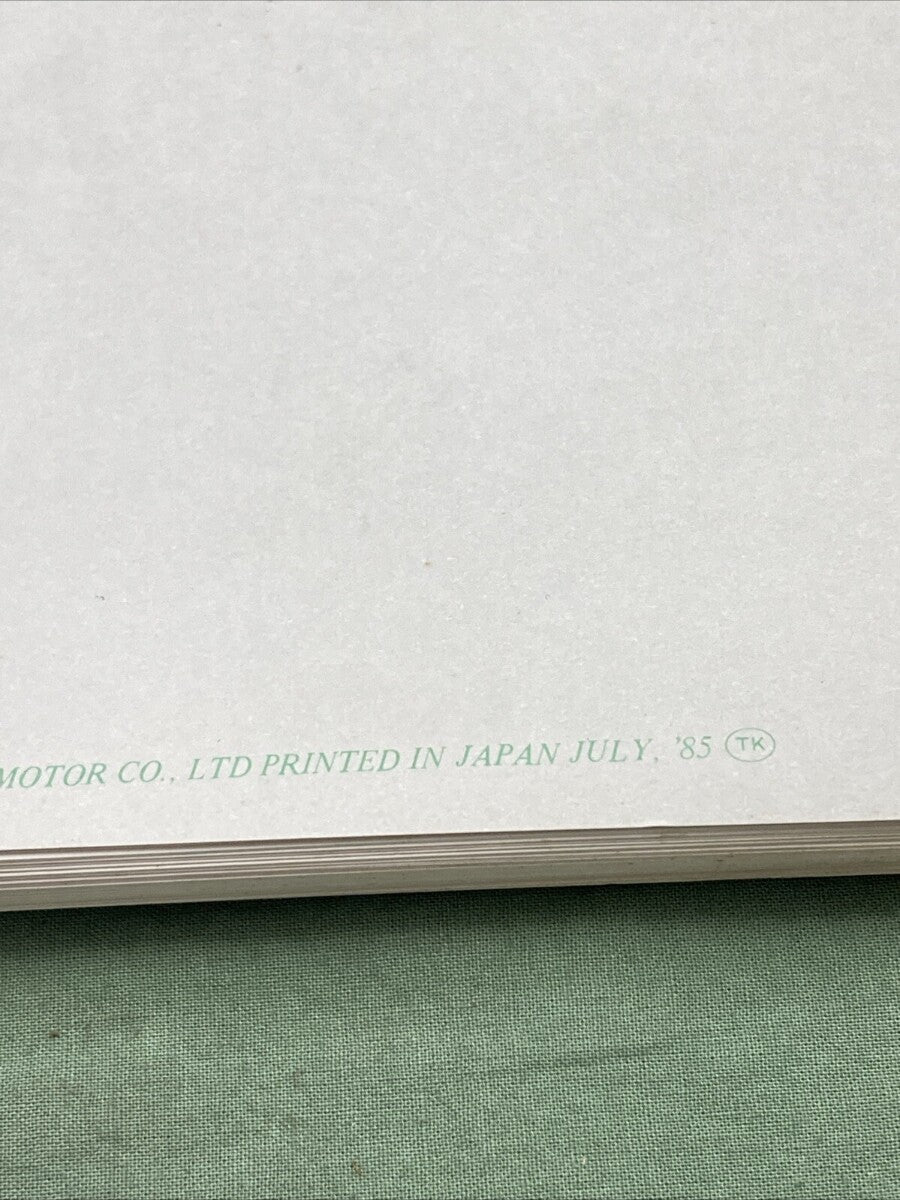 MOTOR CO., LTD PRINTED IN JAPAN JULY, '85 TK